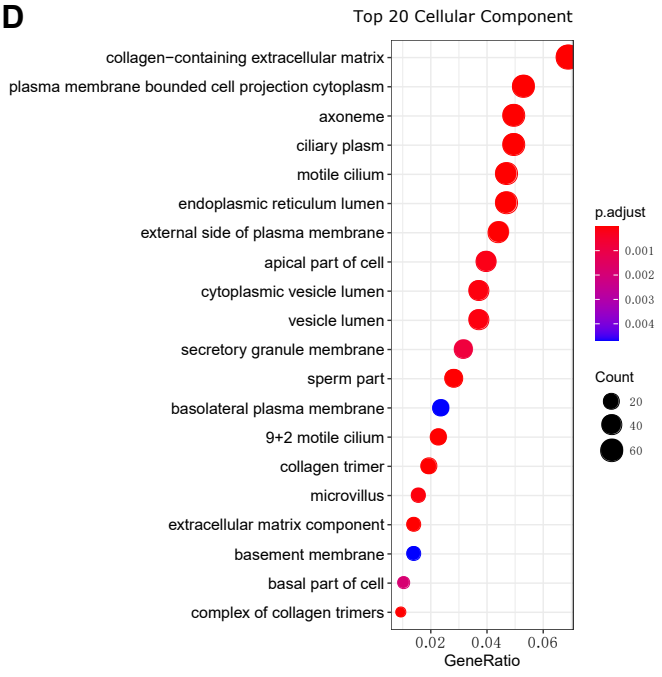 D
Top 20 Cellular Component
collagen−containing extracellular matrix
plasma membrane bounded cell projection cytoplasm
axoneme
ciliary plasm
motile cilium
endoplasmic reticulum lumen
external side of plasma membrane
apical part of cell
cytoplasmic vesicle lumen
vesicle lumen
secretory granule membrane
sperm part
basolateral plasma membrane
9+2 motile cilium
collagen trimer
microvillus
extracellular matrix component
basement membrane
basal part of cell
complex of collagen trimers
0.02 0.04 0.06
GeneRatio
p.adjust
0.001
0.002
0.003
0.004
Count
20
40
60